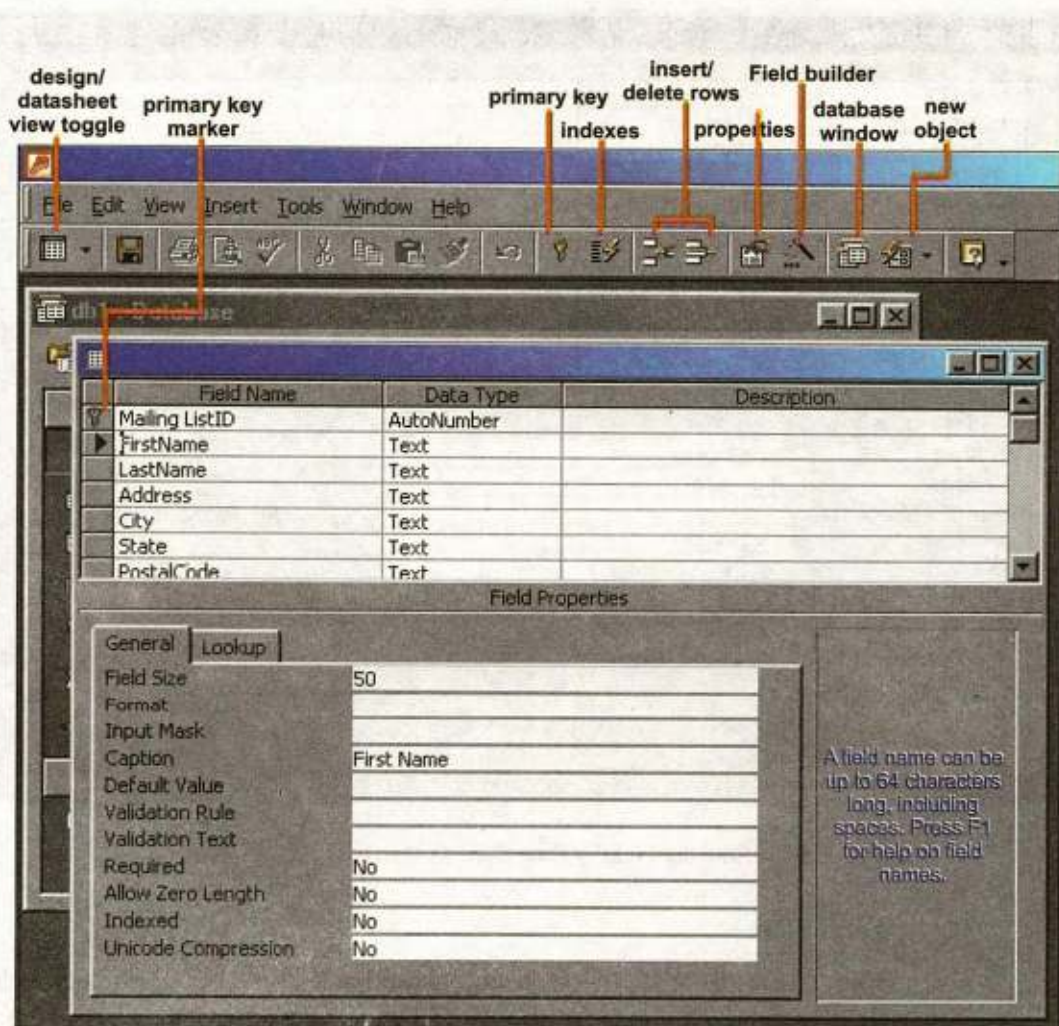 design/
datasheet
view toggle
primary key
marker
primary key
indexes
insert/
delete rows
properties
Field builder
database
window
new
object
File Edit View Insert Tools Window Help
db1 : Database
Field Name Data Type Description
Mailing ListID AutoNumber
FirstName Text
LastName Text
Address Text
City Text
State Text
PostalCode Text
Field Properties
General Lookup
Field Size 50
Format
Input Mask
Caption First Name
Default Value
Validation Rule
Validation Text
Required No
Allow Zero Length No
Indexed No
Unicode Compression No
A field name can be
up to 64 characters
long, including
spaces. Press F1
for help on field
names.